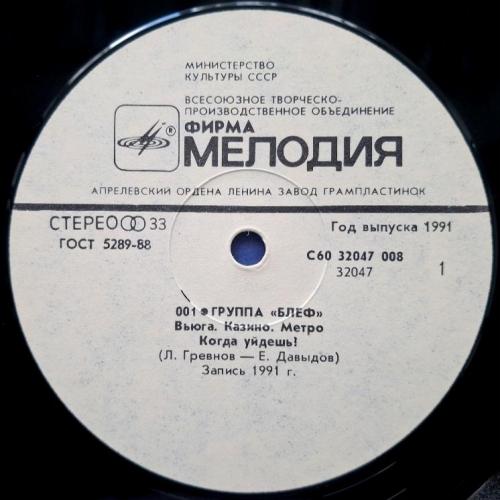 МИНИСТЕРСТВО
КУЛЬТУРЫ СССР
ВСЕСОЮЗНОЕ ТВОРЧЕСКО-
ПРОИЗВОДСТВЕННОЕ ОБЪЕДИНЕНИЕ
ФИРМА
® МЕЛОДИЯ
АПРЕЛЕВСКИЙ ОРДЕНА ЛЕНИНА ЗАВОД ГРАМПЛАСТИНОК
СТЕРЕО 33
Год выпуска 1991
ГОСТ 5289-88
С60 32047 008
32047
1
001 ГРУППА «БЛЕФ»
Вьюга. Казино. Метро
Когда уйдешь!
(Л. Гревнов — Е. Давыдов)
Запись 1991 г.